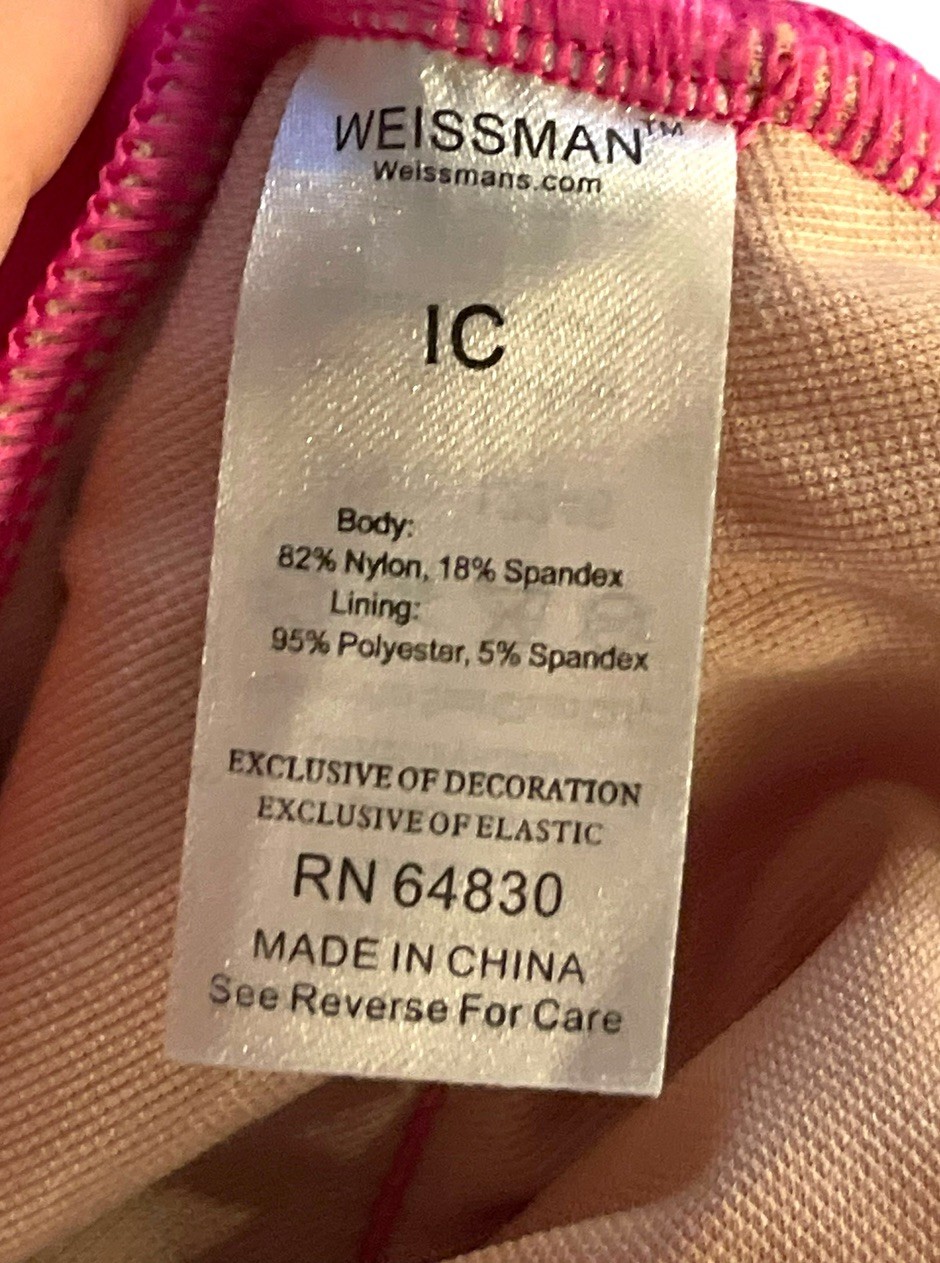 WEISSMAN™
Weissmans.com
IC
Body:
82% Nylon, 18% Spandex
Lining:
95% Polyester, 5% Spandex
EXCLUSIVE OF DECORATION
EXCLUSIVE OF ELASTIC
RN 64830
MADE IN CHINA
See Reverse For Care